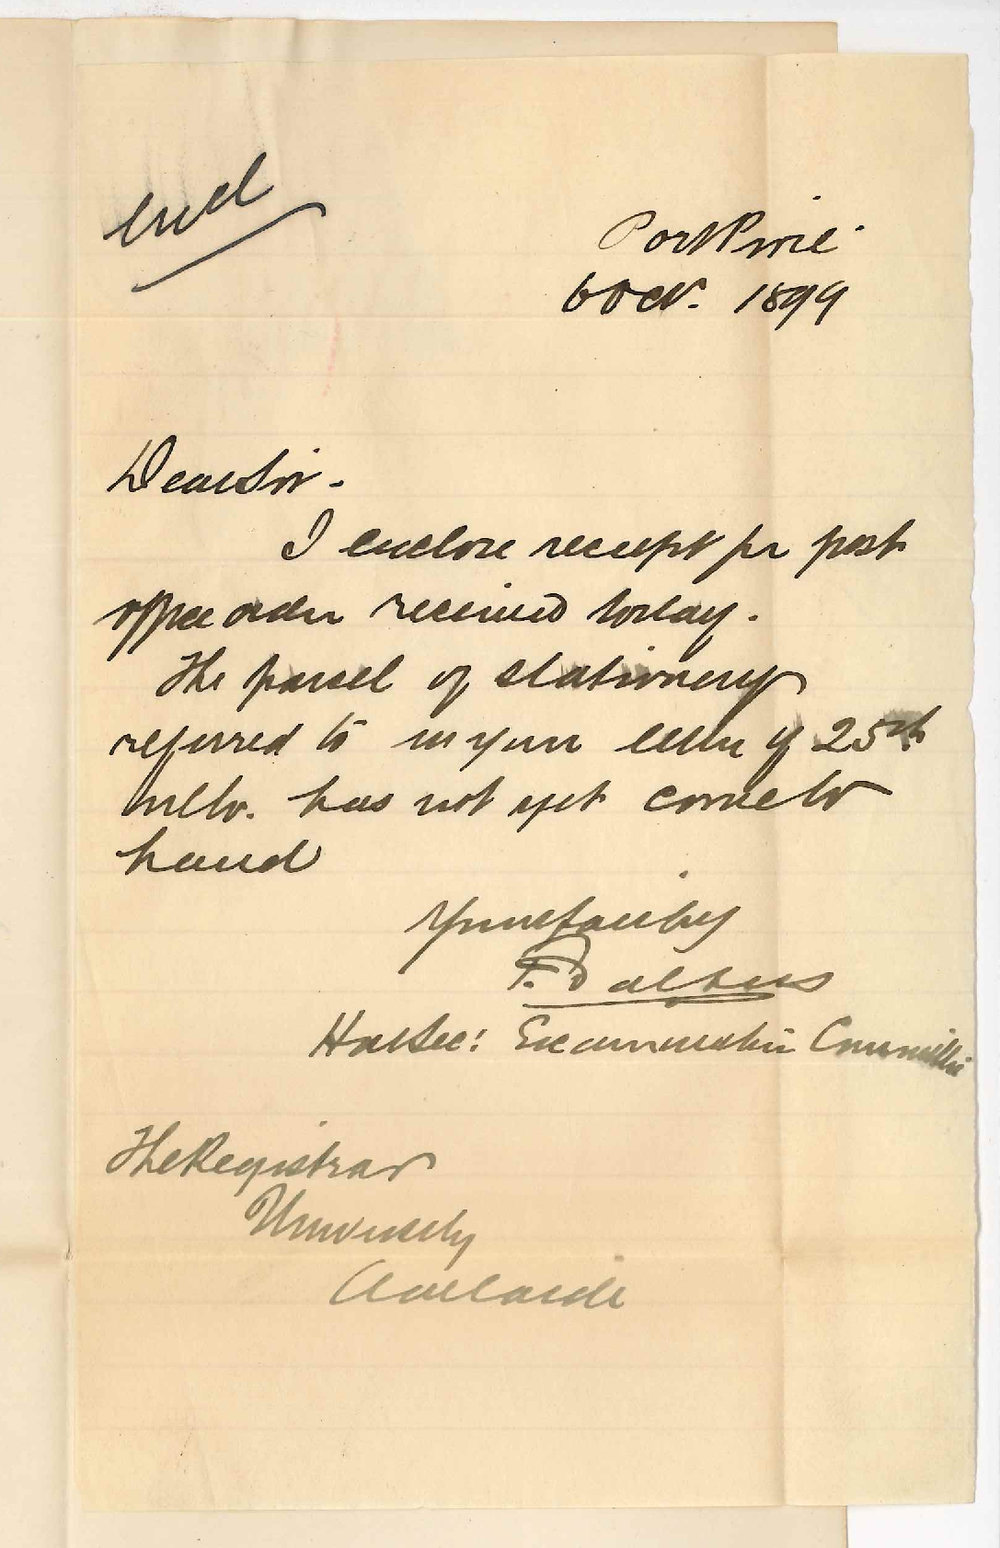 encl
Port Pirie
6 Oct. 1899
Dear Sir.
I enclose receipt for post
office order received today.
The parcel of stationery
referred to in your letter of 25th
ulto. has not yet come to
hand
Yours faithy
Hon Sec: Examination Committee
The Registrar
University
Adelaide